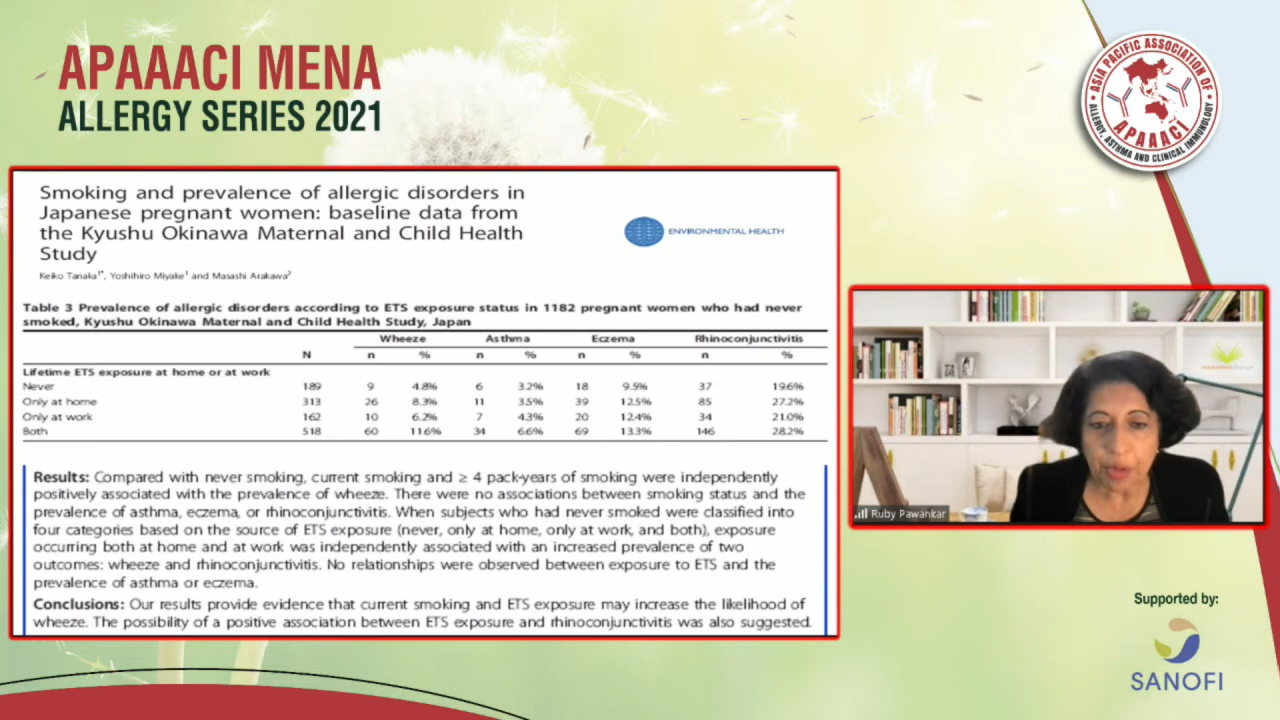 APAAACI MENA
ALLERGY SERIES 2021
ASIA PACIFIC ASSOCIATION OF
ALLERGY, ASTHMA AND CLINICAL IMMUNOLOGY
APAAACI
Smoking and prevalence of allergic disorders in
Japanese pregnant women: baseline data from
the Kyushu Okinawa Maternal and Child Health
Study
ENVIRONMENTAL HEALTH
Keiko Tanaka1*, Yoshihiro Miyake1 and Masashi Arakawa2
Table 3 Prevalence of allergic disorders according to ETS exposure status in 1182 pregnant women who had never
smoked, Kyushu Okinawa Maternal and Child Health Study, Japan
Wheeze Asthma Eczema Rhinoconjunctivitis
N n % n % n % n %
Lifetime ETS exposure at home or at work
Never 189 9 4.8% 6 3.2% 18 9.5% 37 19.6%
Only at home 313 26 8.3% 11 3.5% 39 12.5% 85 27.2%
Only at work 162 10 6.2% 7 4.3% 20 12.4% 34 21.0%
Both 518 60 11.6% 34 6.6% 69 13.3% 146 28.2%
Results: Compared with never smoking, current smoking and ≥ 4 pack-years of smoking were independently
positively associated with the prevalence of wheeze. There were no associations between smoking status and the
prevalence of asthma, eczema, or rhinoconjunctivitis. When subjects who had never smoked were classified into
four categories based on the source of ETS exposure (never, only at home, only at work, and both), exposure
occurring both at home and at work was independently associated with an increased prevalence of two
outcomes: wheeze and rhinoconjunctivitis. No relationships were observed between exposure to ETS and the
prevalence of asthma or eczema.
Conclusions: Our results provide evidence that current smoking and ETS exposure may increase the likelihood of
wheeze. The possibility of a positive association between ETS exposure and rhinoconjunctivitis was also suggested.
Ruby Pawankar
Supported by:
SANOFI